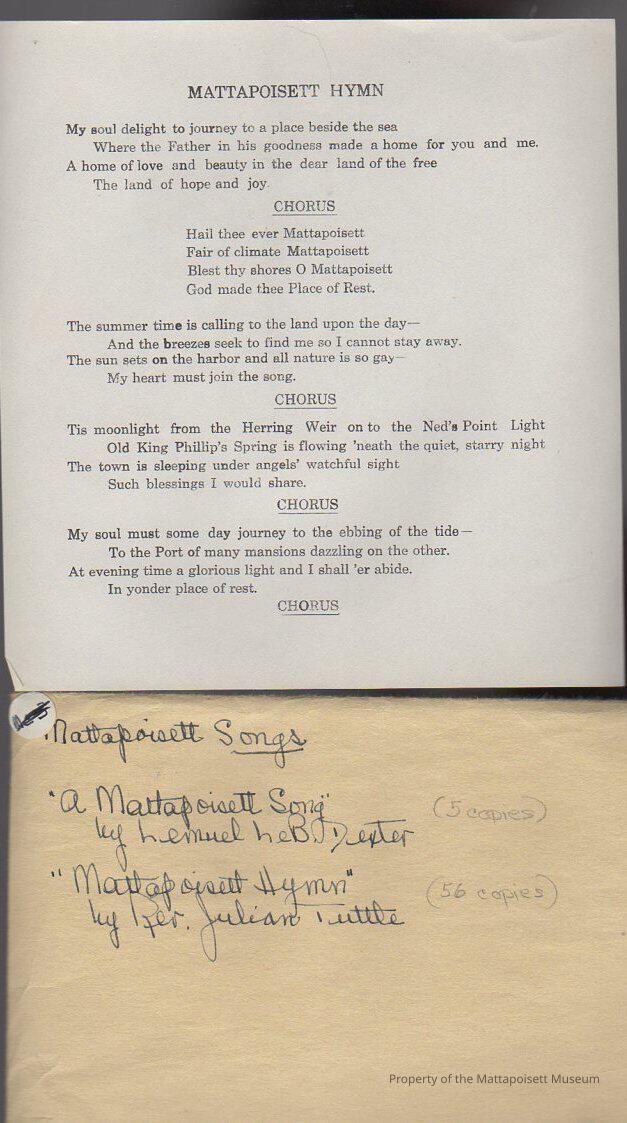 MATTAPOISETT HYMN
My soul delight to journey to a place beside the sea
Where the Father in his goodness made a home for you and me.
A home of love and beauty in the dear land of the free
The land of hope and joy.
CHORUS
Hail thee ever Mattapoisett
Fair of climate Mattapoisett
Blest thy shores O Mattapoisett
God made thee Place of Rest.
The summer time is calling to the land upon the day—
And the breezes seek to find me so I cannot stay away.
The sun sets on the harbor and all nature is so gay—
My heart must join the song.
CHORUS
Tis moonlight from the Herring Weir on to the Ned's Point Light
Old King Phillip's Spring is flowing 'neath the quiet, starry night
The town is sleeping under angels' watchful sight
Such blessings I would share.
CHORUS
My soul must some day journey to the ebbing of the tide—
To the Port of many mansions dazzling on the other.
At evening time a glorious light and I shall 'er abide.
In yonder place of rest.
CHORUS
Mattapoisett Songs
"A Mattapoisett Song" (5 copies)
by Lemuel LeB. Dexter
"Mattapoisett Hymn" (56 copies)
by Rev. Julian Tuttle
Property of the Mattapoisett Museum